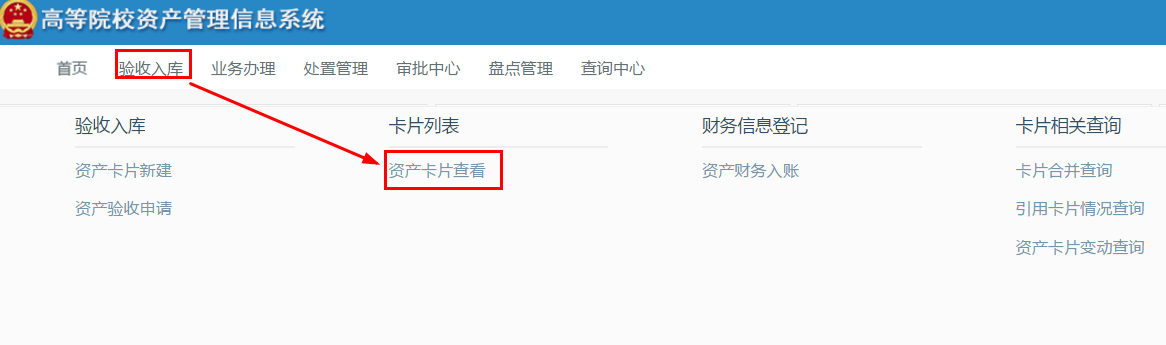 高等院校资产管理信息系统
首页 验收入库 业务办理 处置管理 审批中心 盘点管理 查询中心
验收入库 卡片列表 财务信息登记 卡片相关查询
资产卡片新建 资产卡片查看 资产财务入账 卡片合并查询
资产验收申请 引用卡片情况查询
资产卡片变动查询